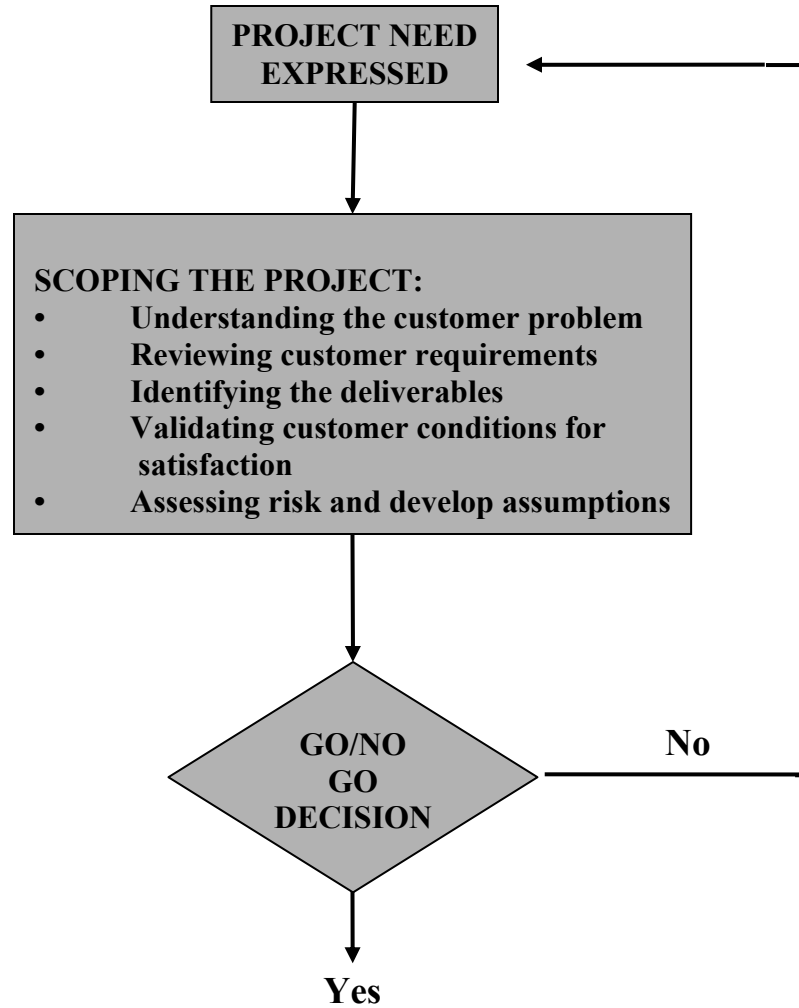 PROJECT NEED
EXPRESSED
SCOPING THE PROJECT:
• Understanding the customer problem
• Reviewing customer requirements
• Identifying the deliverables
• Validating customer conditions for
satisfaction
• Assessing risk and develop assumptions
GO/NO
GO
DECISION
No
Yes